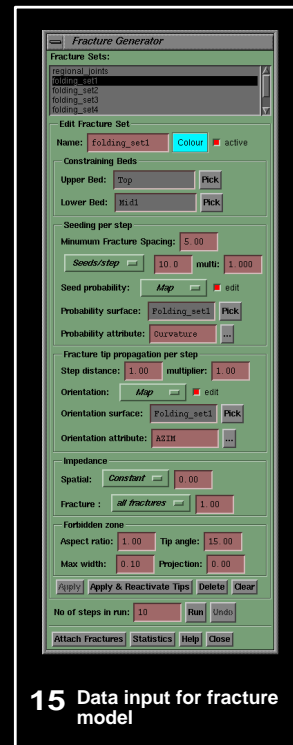 Fracture Generator
Fracture Sets:
regional_joints
folding_set1
folding_set2
folding_set3
folding_set4
Edit Fracture Set
Name: folding_set1 Colour active
Constraining Beds
Upper Bed: Top Pick
Lower Bed: Mid1 Pick
Seeding per step
Minumum Fracture Spacing: 5.00
Seeds/step 10.0 multi: 1.000
Seed probability: Map edit
Probability surface: Folding_set1 Pick
Probability attribute: Curvature ...
Fracture tip propagation per step
Step distance: 1.00 multiplier: 1.00
Orientation: Map edit
Orientation surface: Folding_set1 Pick
Orientation attribute: AZIM ...
Impedance
Spatial: Constant 0.00
Fracture : all fractures 1.00
Forbidden zone
Aspect ratio: 1.00 Tip angle: 15.00
Max width: 0.10 Projection: 0.00
Apply Apply & Reactivate Tips Delete Clear
No of steps in run: 10 Run Undo
Attach Fractures Statistics Help Close
15 Data input for fracture
model